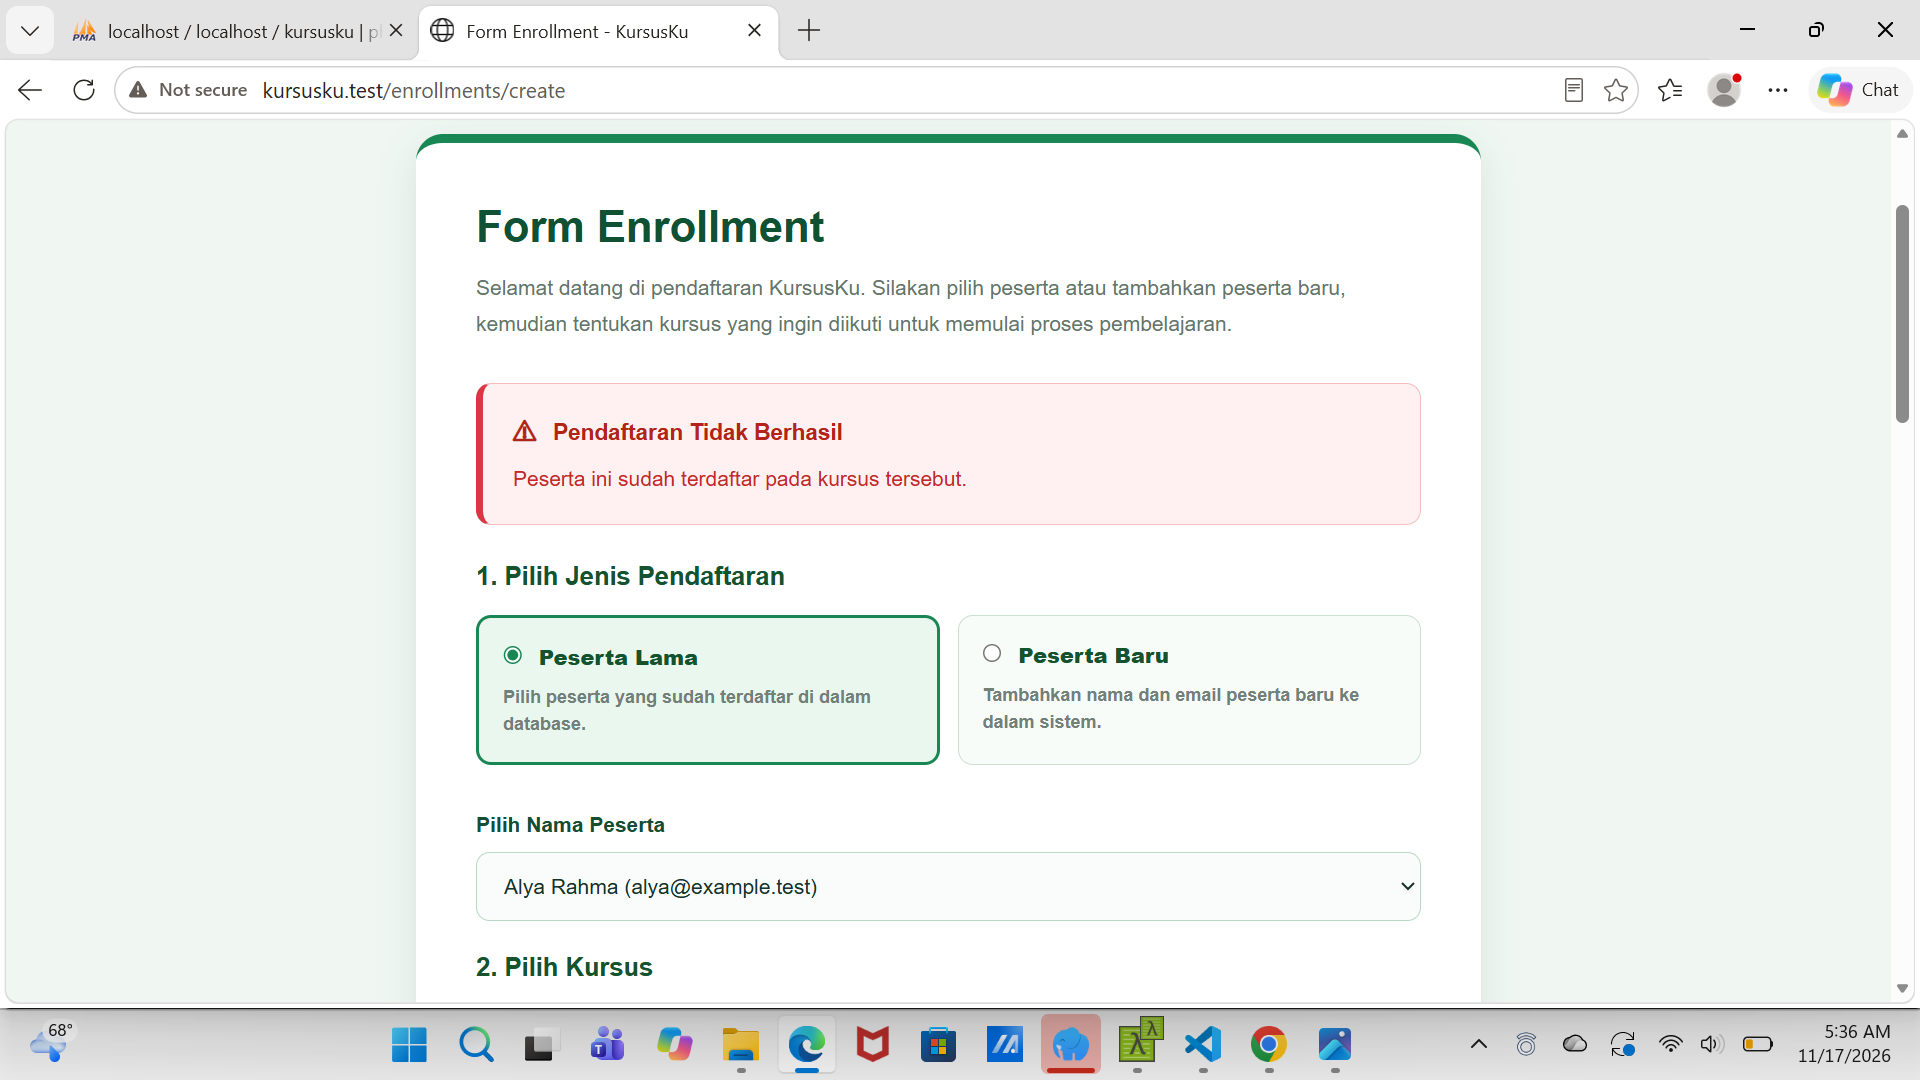 localhost / localhost / kursusku | p
Form Enrollment - KursusKu
Not secure
kursusku.test/enrollments/create
Chat
Form Enrollment
Selamat datang di pendaftaran KursusKu. Silakan pilih peserta atau tambahkan peserta baru,
kemudian tentukan kursus yang ingin diikuti untuk memulai proses pembelajaran.
Pendaftaran Tidak Berhasil
Peserta ini sudah terdaftar pada kursus tersebut.
1. Pilih Jenis Pendaftaran
Peserta Lama
Pilih peserta yang sudah terdaftar di dalam
database.
Peserta Baru
Tambahkan nama dan email peserta baru ke
dalam sistem.
Pilih Nama Peserta
Alya Rahma (alya@example.test)
2. Pilih Kursus
68°
5:36 AM
11/17/2026